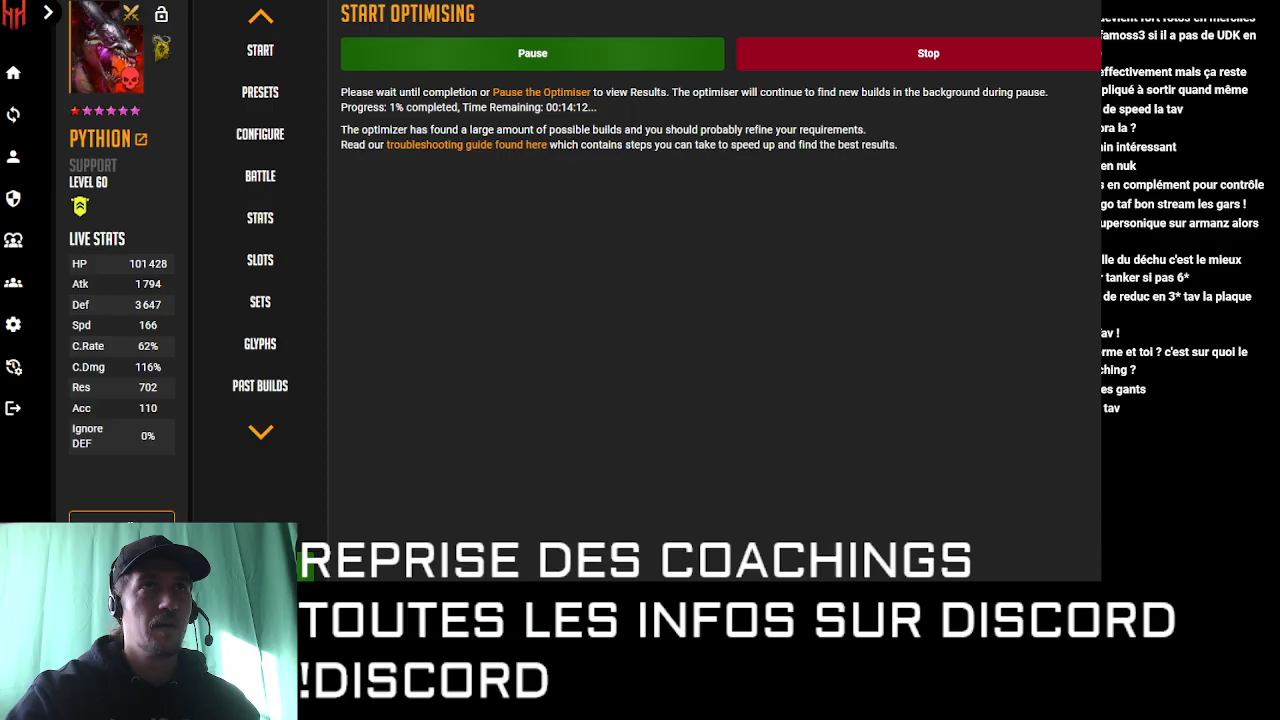 START OPTIMISING
Pause
Stop
Please wait until completion or Pause the Optimiser to view Results. The optimiser will continue to find new builds in the background during pause.
Progress: 1% completed, Time Remaining: 00:14:12...
The optimizer has found a large amount of possible builds and you should probably refine your requirements.
Read our troubleshooting guide found here which contains steps you can take to speed up and find the best results.
PYTHION
SUPPORT
LEVEL 60
LIVE STATS
HP 101 428
Atk 1 794
Def 3 647
Spd 166
C.Rate 62%
C.Dmg 116%
Res 702
Acc 110
Ignore DEF 0%
START
PRESETS
CONFIGURE
BATTLE
STATS
SLOTS
SETS
GLYPHS
PAST BUILDS
famoss3 si il a pas de UDK en
effectivement mais ça reste
pliqué à sortir quand même
de speed la tav
ora la ?
in intéressant
en nuk
s en complément pour contrôle
go taf bon stream les gars !
upersonique sur armanz alors
lle du déchu c'est le mieux
r tanker si pas 6*
de reduc en 3* tav la plaque
av !
orme et toi ? c'est sur quoi le
ching ?
es gants
tav
REPRISE DES COACHINGS
TOUTES LES INFOS SUR DISCORD
!DISCORD